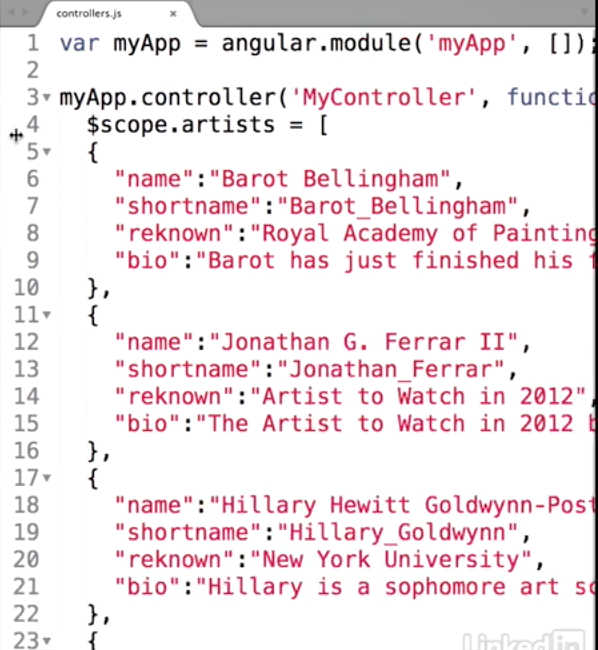 controllers.js ×
1 var myApp = angular.module('myApp', []);
2
3 myApp.controller('MyController', functio
4 $scope.artists = [
5 {
6 "name":"Barot Bellingham",
7 "shortname":"Barot_Bellingham",
8 "reknown":"Royal Academy of Painting
9 "bio":"Barot has just finished his f
10 },
11 {
12 "name":"Jonathan G. Ferrar II",
13 "shortname":"Jonathan_Ferrar",
14 "reknown":"Artist to Watch in 2012",
15 "bio":"The Artist to Watch in 2012 b
16 },
17 {
18 "name":"Hillary Hewitt Goldwynn-Post
19 "shortname":"Hillary_Goldwynn",
20 "reknown":"New York University",
21 "bio":"Hillary is a sophomore art sc
22 },
23 {
Linkedin